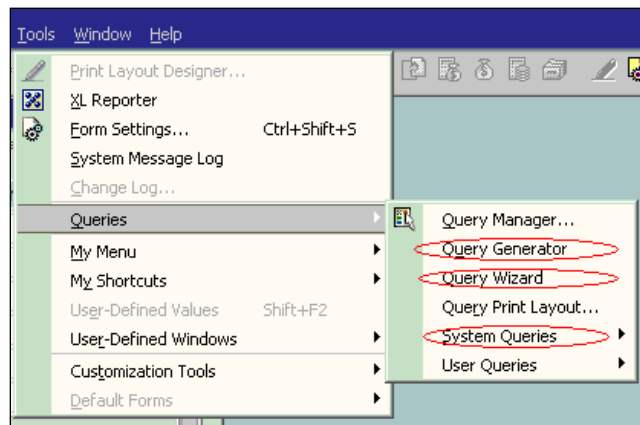 Tools Window Help
Print Layout Designer...
XL Reporter
Form Settings... Ctrl+Shift+S
System Message Log
Change Log...
Queries
My Menu
My Shortcuts
User-Defined Values Shift+F2
User-Defined Windows
Customization Tools
Default Forms
Query Manager...
Query Generator
Query Wizard
Query Print Layout...
System Queries
User Queries